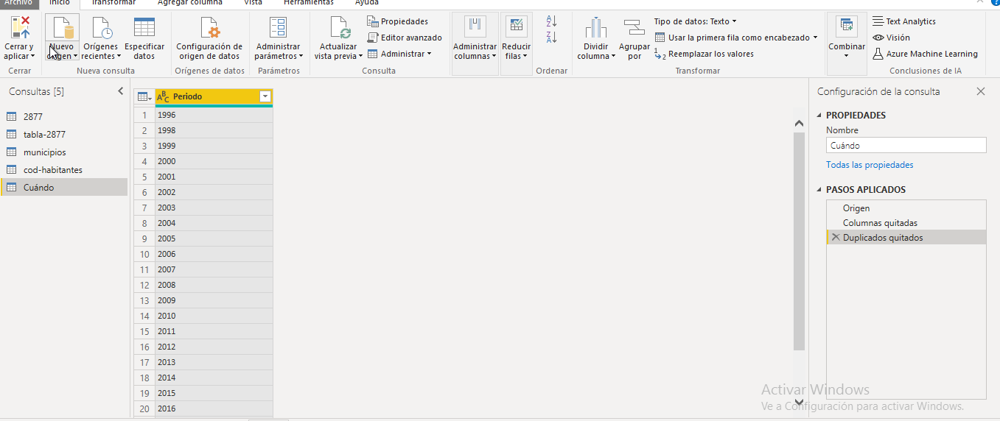 Archivo Inicio Transformar Agregar columna Vista Herramientas Ayuda
Cerrar y aplicar
Nuevo origen
Orígenes recientes
Especificar datos
Configuración de origen de datos
Administrar parámetros
Actualizar vista previa
Propiedades
Editor avanzado
Administrar
Administrar columnas
Reducir filas
Dividir columna
Agrupar por
Tipo de datos: Texto
Usar la primera fila como encabezado
Reemplazar los valores
Combinar
Text Analytics
Visión
Azure Machine Learning
Cerrar
Nueva consulta
Orígenes de datos
Parámetros
Consulta
Ordenar
Transformar
Conclusiones de IA
Consultas [5]
2877
tabla-2877
municipios
cod-habitantes
Cuándo
Periodo
1 1996
2 1998
3 1999
4 2000
5 2001
6 2002
7 2003
8 2004
9 2005
10 2006
11 2007
12 2008
13 2009
14 2010
15 2011
16 2012
17 2013
18 2014
19 2015
20 2016
Configuración de la consulta
PROPIEDADES
Nombre
Cuándo
Todas las propiedades
PASOS APLICADOS
Origen
Columnas quitadas
Duplicados quitados
Activar Windows
Ve a Configuración para activar Windows.